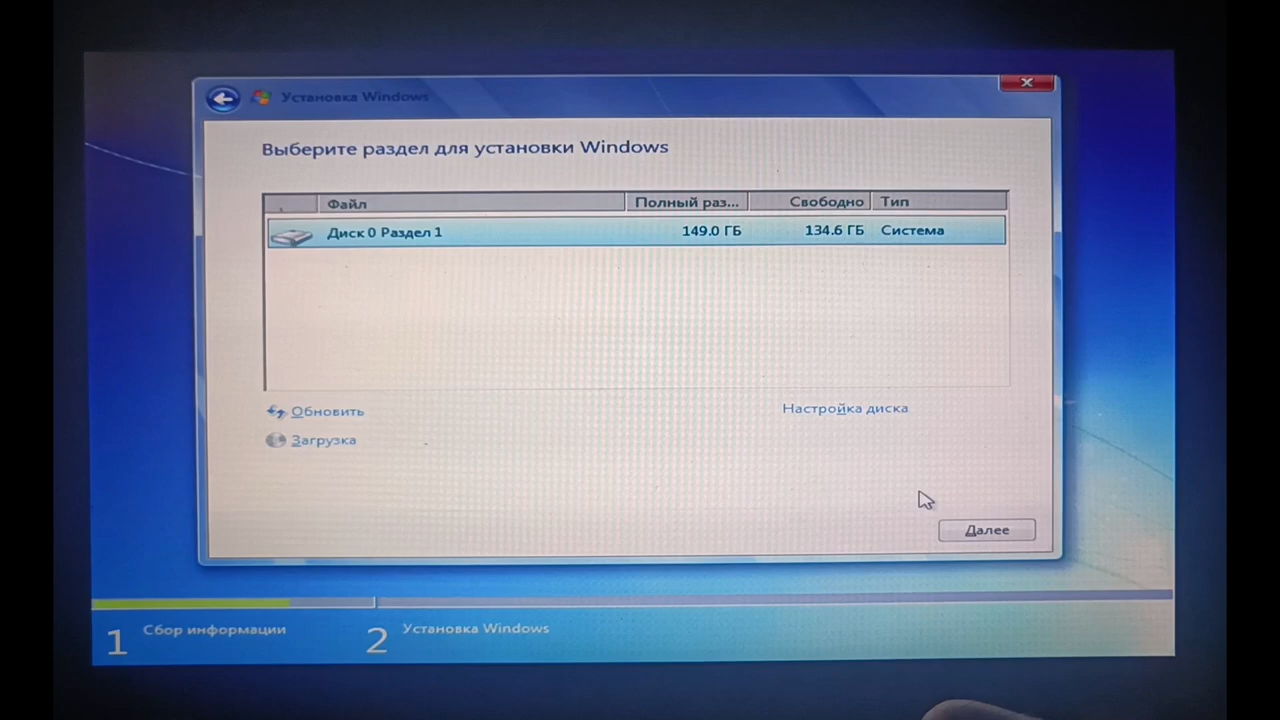 Установка Windows
Выберите раздел для установки Windows
Файл Полный раз... Свободно Тип
Диск 0 Раздел 1 149.0 ГБ 134.6 ГБ Система
Обновить
Настройка диска
Загрузка
Далее
1 Сбор информации 2 Установка Windows